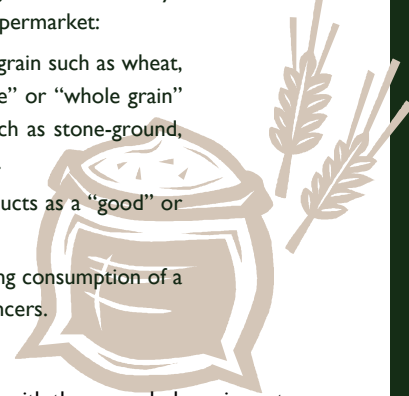 permarket:
grain such as wheat,
e” or “whole grain”
ch as stone-ground,
ucts as a “good” or
ng consumption of a
ncers.